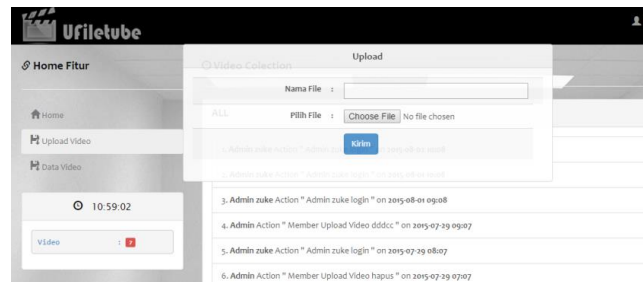 Ufiletube
Home Fitur
Video Colection
Upload
Nama File :
Pilih File : Choose File No file chosen
Kirim
Home
Upload Video
Data Video
10:59:02
Video : 7
ALL
3. Admin zuke Action " Admin zuke login " on 2015-08-01 09:08
4. Admin Action " Member Upload Video dddcc " on 2015-07-29 09:07
5. Admin zuke Action " Admin zuke login " on 2015-07-29 08:07
6. Admin Action " Member Upload Video hapus " on 2015-07-29 07:07